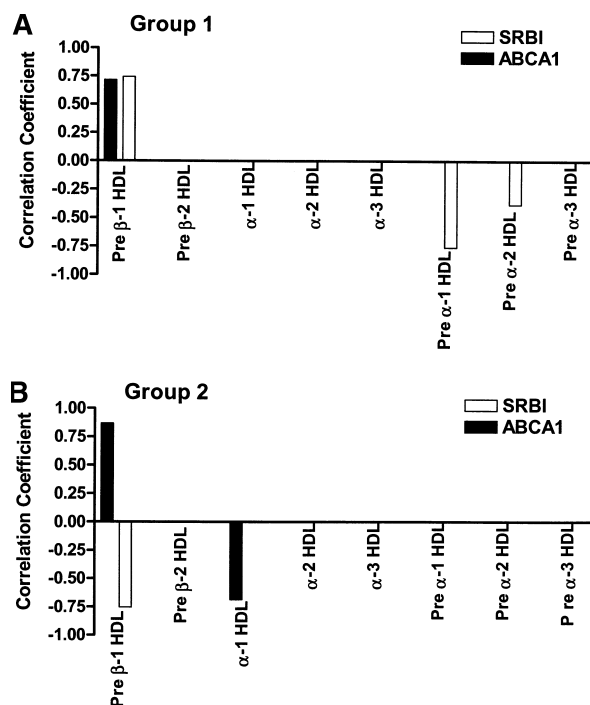 A
Group 1
SRBI
ABCA1
Correlation Coefficient
1.00
0.75
0.50
0.25
0.00
-0.25
-0.50
-0.75
-1.00
Pre β-1 HDL
Pre β-2 HDL
α-1 HDL
α-2 HDL
α-3 HDL
Pre α-1 HDL
Pre α-2 HDL
Pre α-3 HDL
B
Group 2
SRBI
ABCA1
Correlation Coefficient
1.00
0.75
0.50
0.25
0.00
-0.25
-0.50
-0.75
-1.00
Pre β-1 HDL
Pre β-2 HDL
α-1 HDL
α-2 HDL
α-3 HDL
Pre α-1 HDL
Pre α-2 HDL
P re α-3 HDL